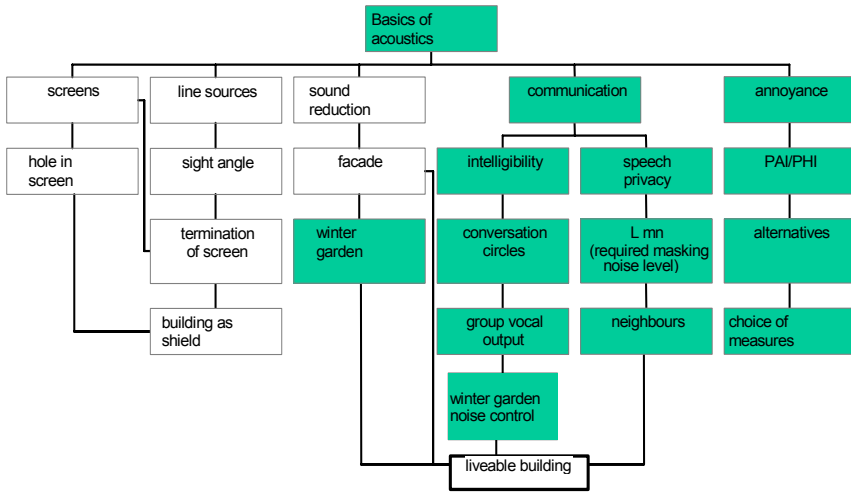 Basics of
acoustics
screens
line sources
sound
reduction
communication
annoyance
hole in
screen
sight angle
facade
intelligibility
speech
privacy
PAI/PHI
termination
of screen
winter
garden
conversation
circles
L mn
(required masking
noise level)
alternatives
building as
shield
group vocal
output
neighbours
choice of
measures
winter garden
noise control
liveable building